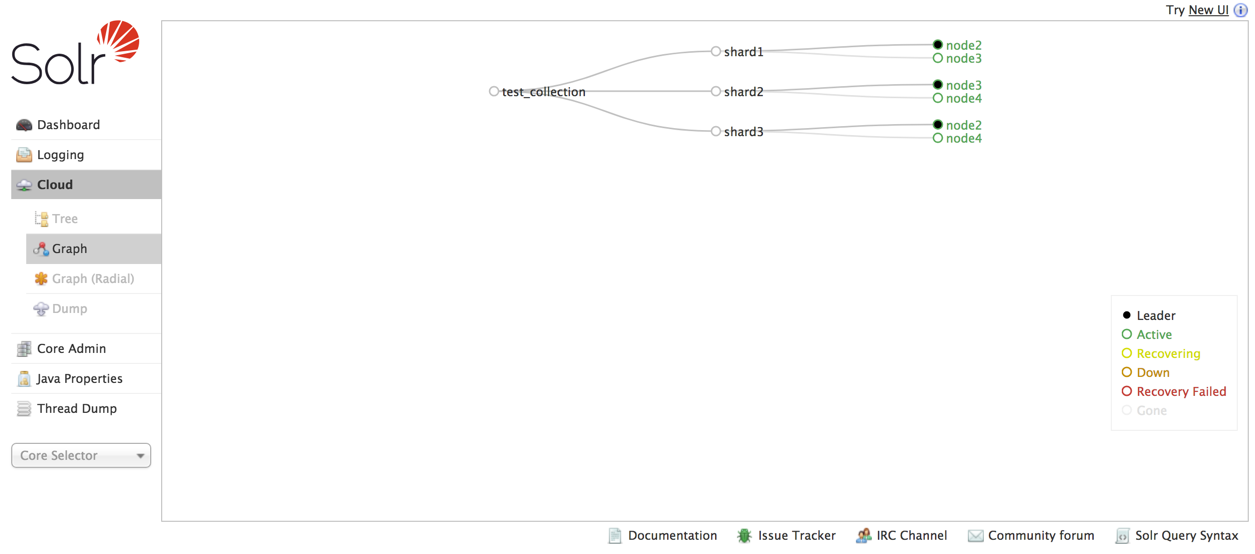 Try New UI
Solr
Dashboard
Logging
Cloud
Tree
Graph
Graph (Radial)
Dump
Core Admin
Java Properties
Thread Dump
Core Selector
test_collection
shard1
node2
node3
shard2
node3
node4
shard3
node2
node4
Leader
Active
Recovering
Down
Recovery Failed
Gone
Documentation Issue Tracker IRC Channel Community forum Solr Query Syntax